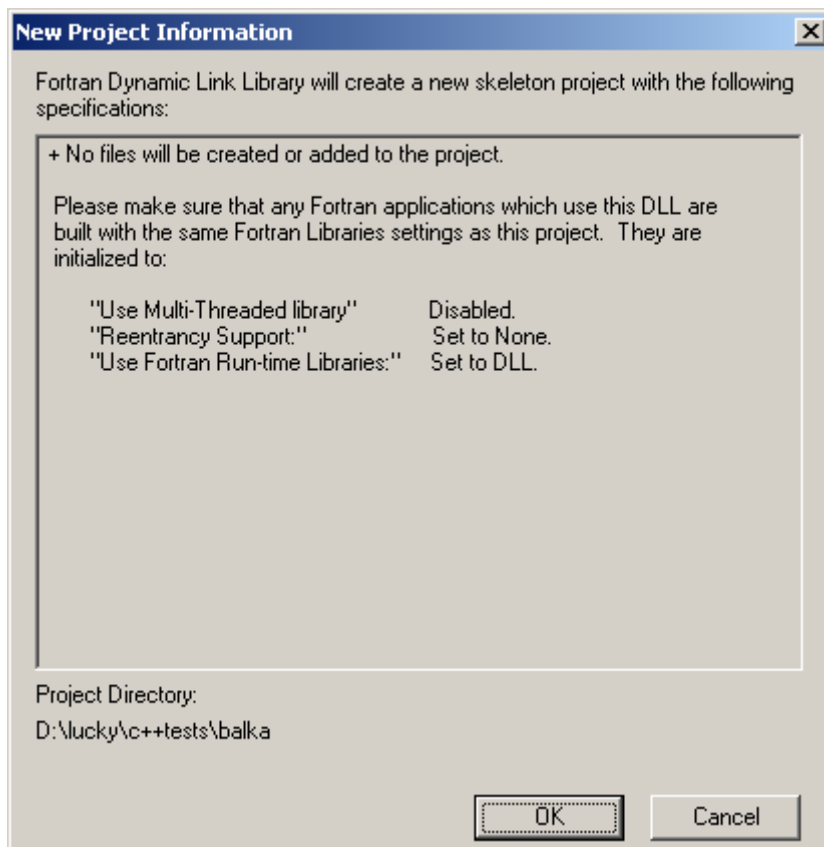 New Project Information
Fortran Dynamic Link Library will create a new skeleton project with the following
specifications:
+ No files will be created or added to the project.
Please make sure that any Fortran applications which use this DLL are
built with the same Fortran Libraries settings as this project.  They are
initialized to:
"Use Multi-Threaded library" Disabled.
"Reentrancy Support:" Set to None.
"Use Fortran Run-time Libraries:" Set to DLL.
Project Directory:
D:\lucky\c++tests\balka
OK Cancel